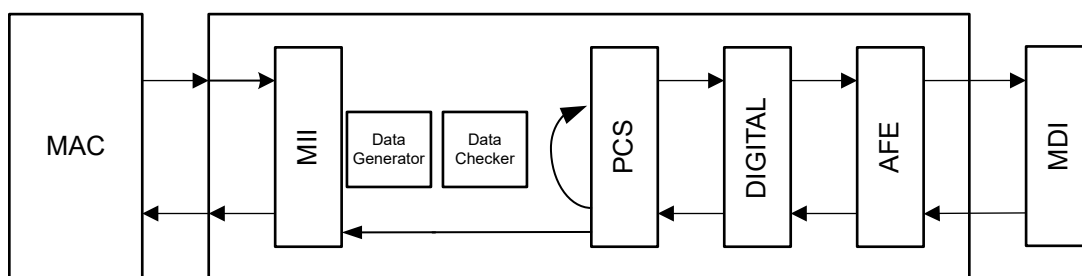 MAC
MII
Data
Generator
Data
Checker
PCS
DIGITAL
AFE
MDI